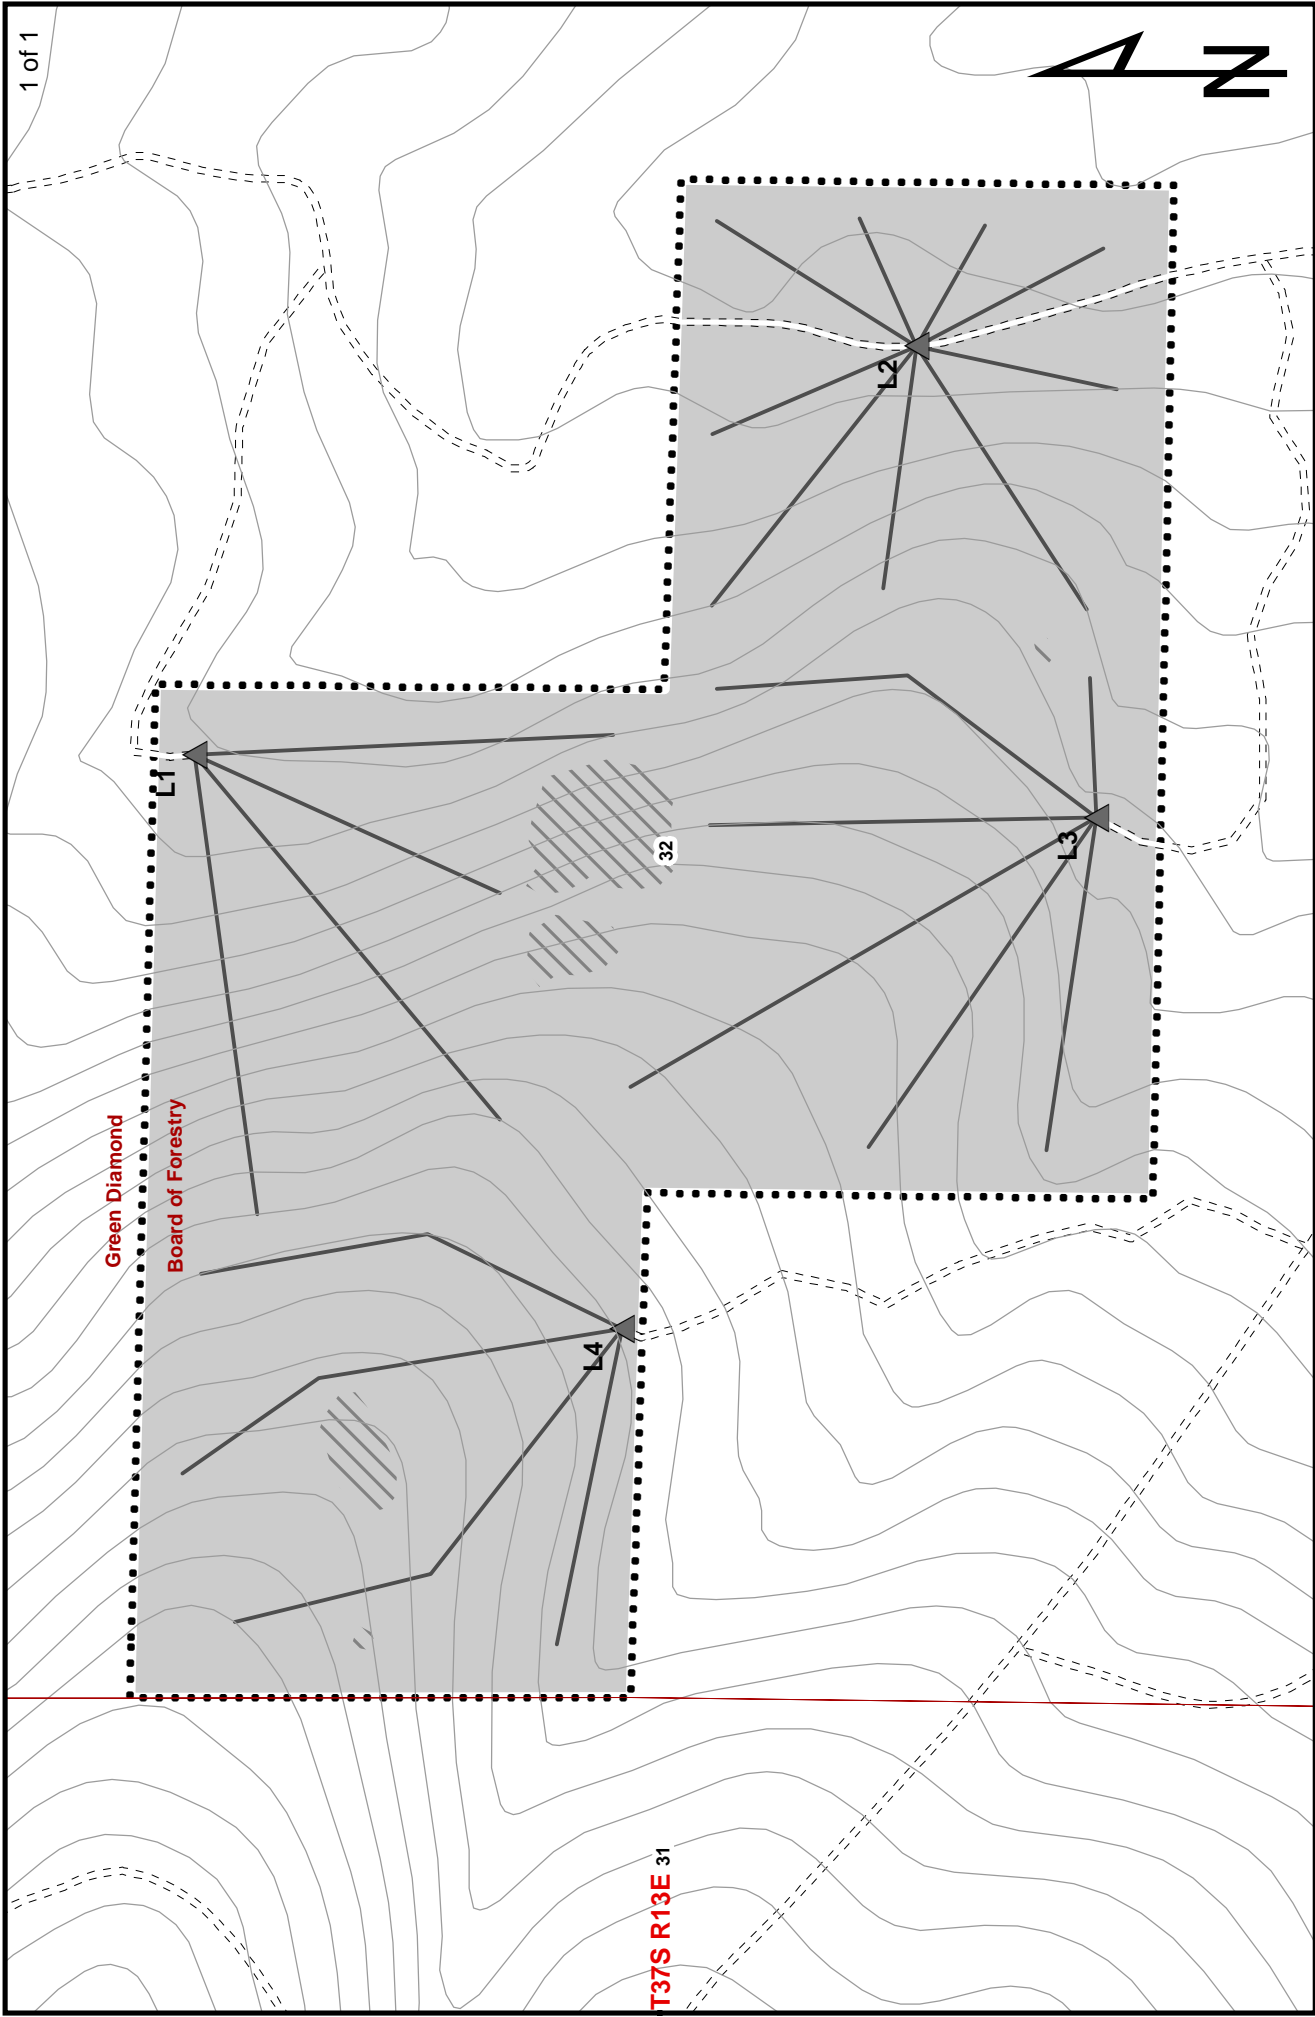 1 of 1
N
L2
L1
32
L3
Green Diamond
Board of Forestry
L4
T37S R13E 31